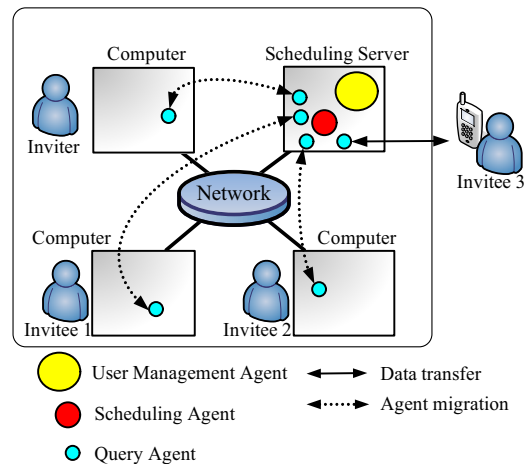 Computer
Scheduling Server
Inviter
Invitee 3
Network
Computer
Computer
Invitee 1
Invitee 2
User Management Agent
Data transfer
Scheduling Agent
Agent migration
Query Agent